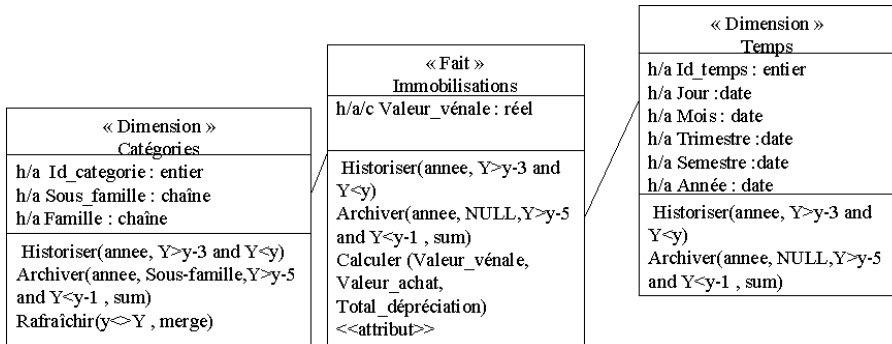 « Dimension »
Catégories
h/a Id_categorie : entier
h/a Sous_famille : chaîne
h/a Famille : chaîne
Historiser(annee, Y>y-3 and Y<y)
Archiver(annee, Sous-famille,Y>y-5
and Y<y-1 , sum)
Rafraîchir(y<>Y , merge)
« Fait »
Immobilisations
h/a/c Valeur_vénale : réel
Historiser(annee, Y>y-3 and
Y<y)
Archiver(annee, NULL,Y>y-5
and Y<y-1 , sum)
Calculer (Valeur_vénale,
Valeur_achat,
Total_dépréciation)
<<attribut>>
« Dimension »
Temps
h/a Id_temps : entier
h/a Jour :date
h/a Mois : date
h/a Trimestre :date
h/a Semestre :date
h/a Année : date
Historiser(annee, Y>y-3 and
Y<y)
Archiver(annee, NULL,Y>y-5
and Y<y-1 , sum)